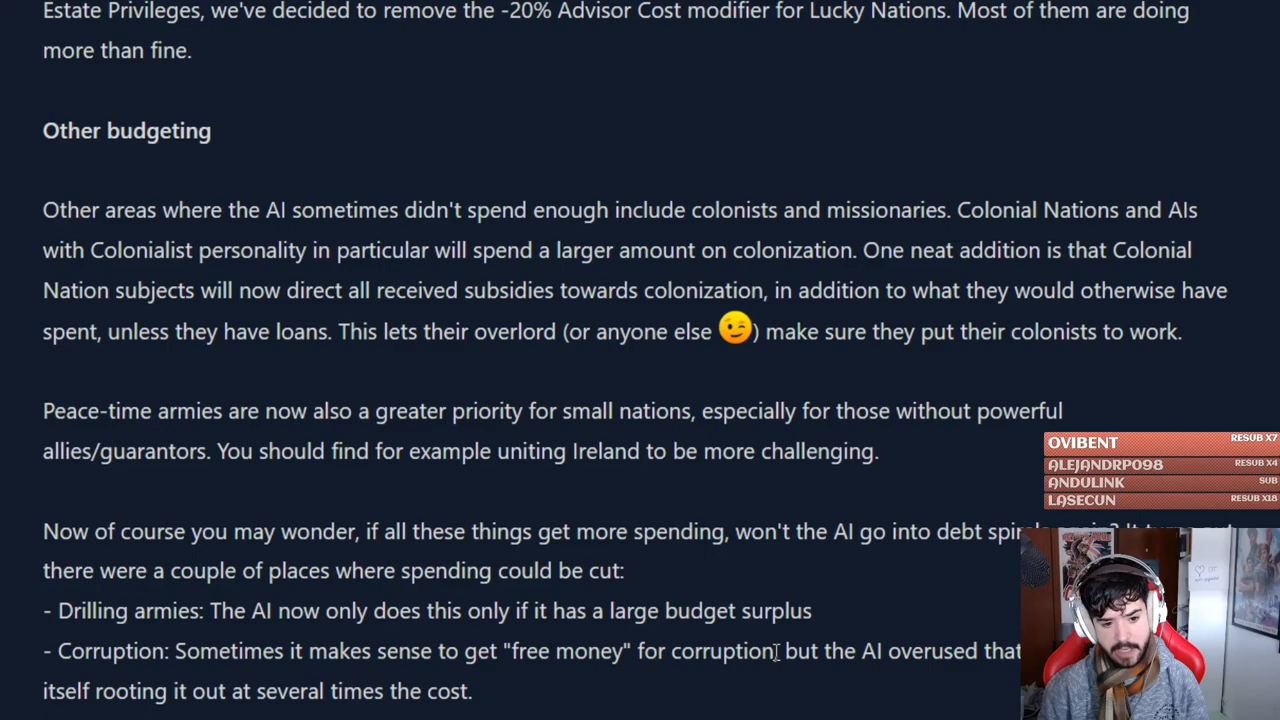 Estate Privileges, we've decided to remove the -20% Advisor Cost modifier for Lucky Nations. Most of them are doing
more than fine.
Other budgeting
Other areas where the AI sometimes didn't spend enough include colonists and missionaries. Colonial Nations and AIs
with Colonialist personality in particular will spend a larger amount on colonization. One neat addition is that Colonial
Nation subjects will now direct all received subsidies towards colonization, in addition to what they would otherwise have
spent, unless they have loans. This lets their overlord (or anyone else 😉) make sure they put their colonists to work.
Peace-time armies are now also a greater priority for small nations, especially for those without powerful
allies/guarantors. You should find for example uniting Ireland to be more challenging.
Now of course you may wonder, if all these things get more spending, won't the AI go into debt
there were a couple of places where spending could be cut:
- Drilling armies: The AI now only does this only if it has a large budget surplus
- Corruption: Sometimes it makes sense to get "free money" for corruption, but the AI overused that
itself rooting it out at several times the cost.
OVIBENT RESUB X7
ALEJANDRP098 RESUB X4
ANDULINK SUB
LASECUN RESUB X18